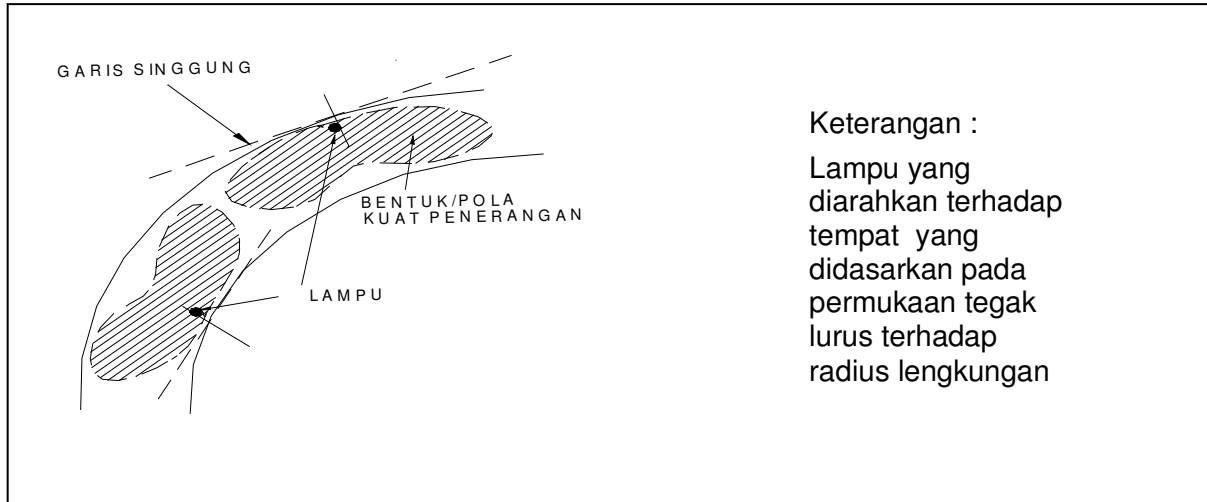 GARIS SINGGUNG
BENTUK/POLA
KUAT PENERANGAN
LAMPU
Keterangan :
Lampu yang
diarahkan terhadap
tempat yang
didasarkan pada
permukaan tegak
lurus terhadap
radius lengkungan